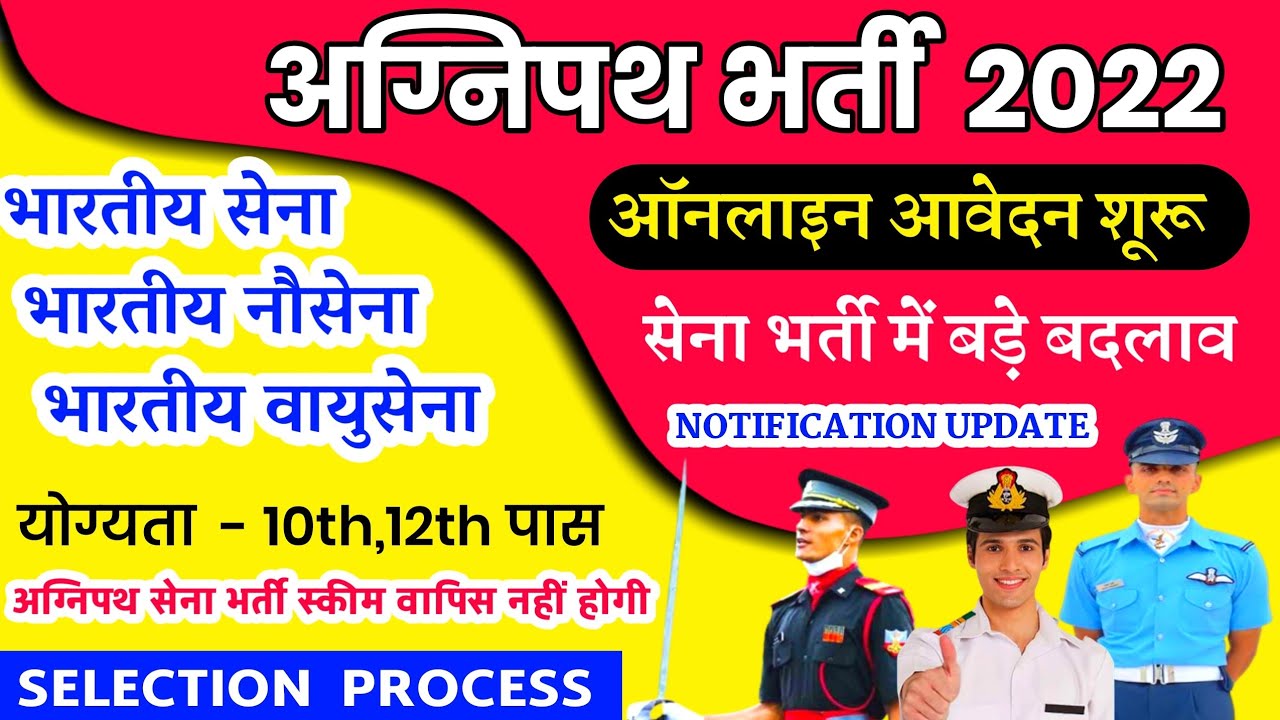 अग्निपथ भर्ती 2022
ऑनलाइन आवेदन शूरू
सेना भर्ती में बड़े बदलाव
NOTIFICATION UPDATE
भारतीय सेना
भारतीय नौसेना
भारतीय वायुसेना
योग्यता - 10th,12th पास
अग्निपथ सेना भर्ती स्कीम वापिस नहीं होगी
SELECTION PROCESS